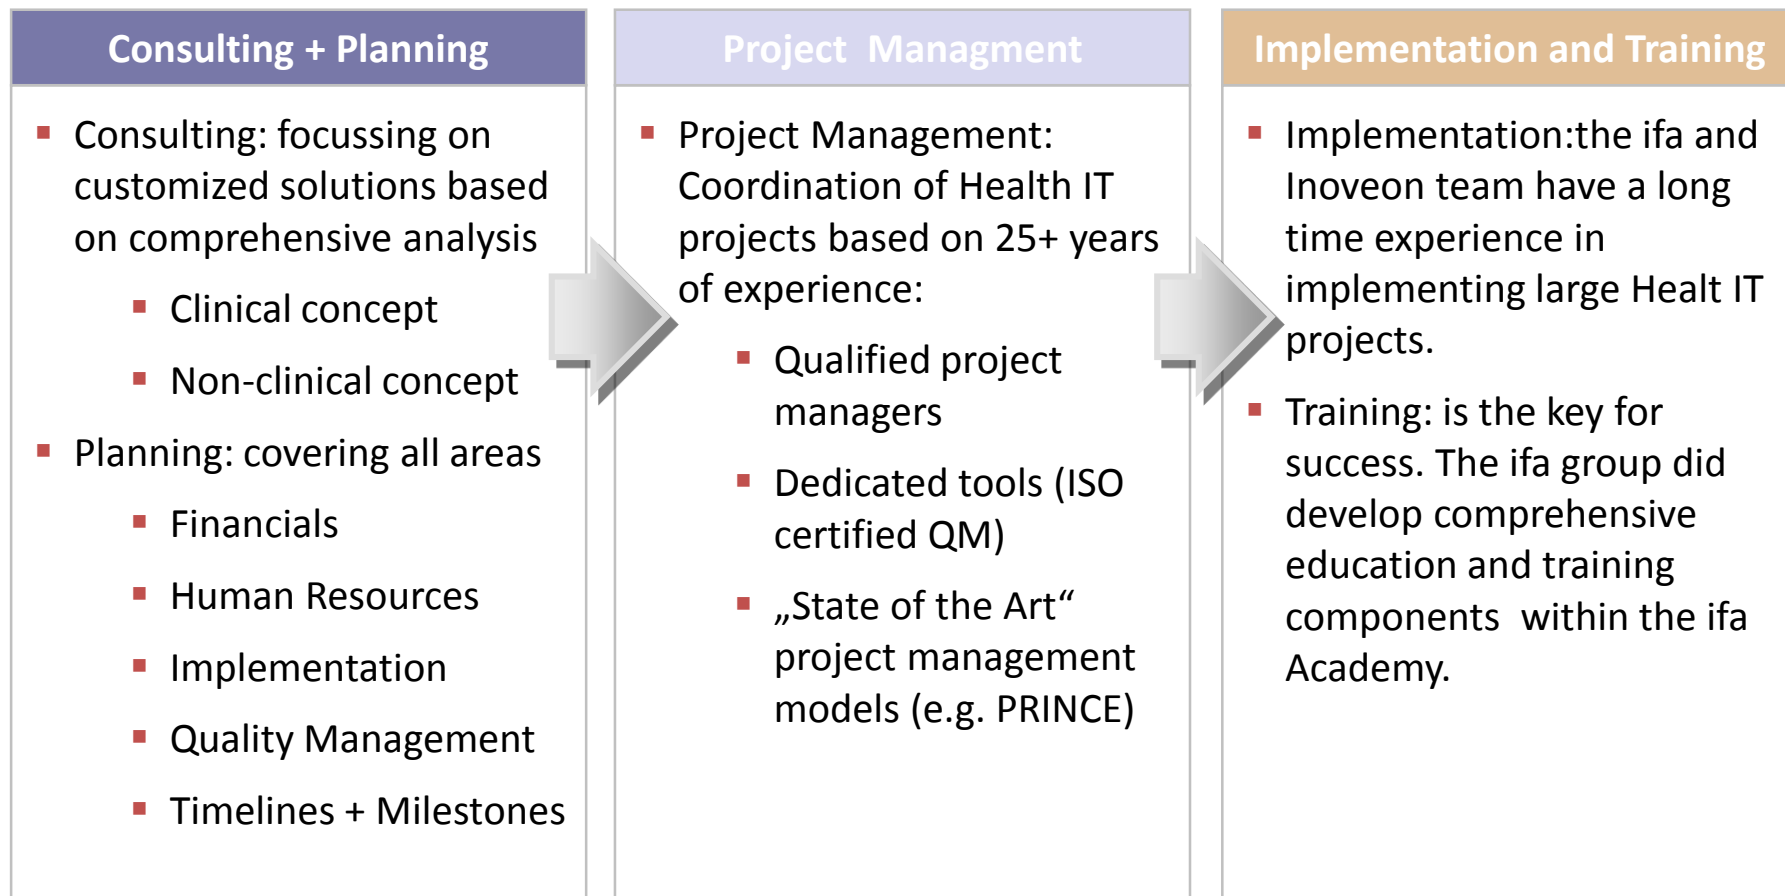 Consulting + Planning
Consulting: focussing on
customized solutions based
on comprehensive analysis
Clinical concept
Non-clinical concept
Planning: covering all areas
Financials
Human Resources
Implementation
Quality Management
Timelines + Milestones
Project  Managment
Project Management:
Coordination of Health IT
projects based on 25+ years
of experience:
Qualified project
managers
Dedicated tools (ISO
certified QM)
„State of the Art“
project management
models (e.g. PRINCE)
Implementation and Training
Implementation:the ifa and
Inoveon team have a long
time experience in
implementing large Healt IT
projects.
Training: is the key for
success. The ifa group did
develop comprehensive
education and training
components  within the ifa
Academy.